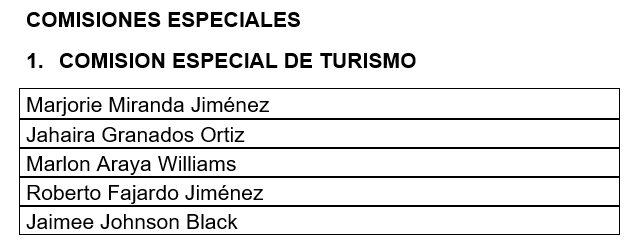 COMISIONES ESPECIALES
1. COMISION ESPECIAL DE TURISMO
Marjorie Miranda Jiménez
Jahaira Granados Ortiz
Marlon Araya Williams
Roberto Fajardo Jiménez
Jaimee Johnson Black